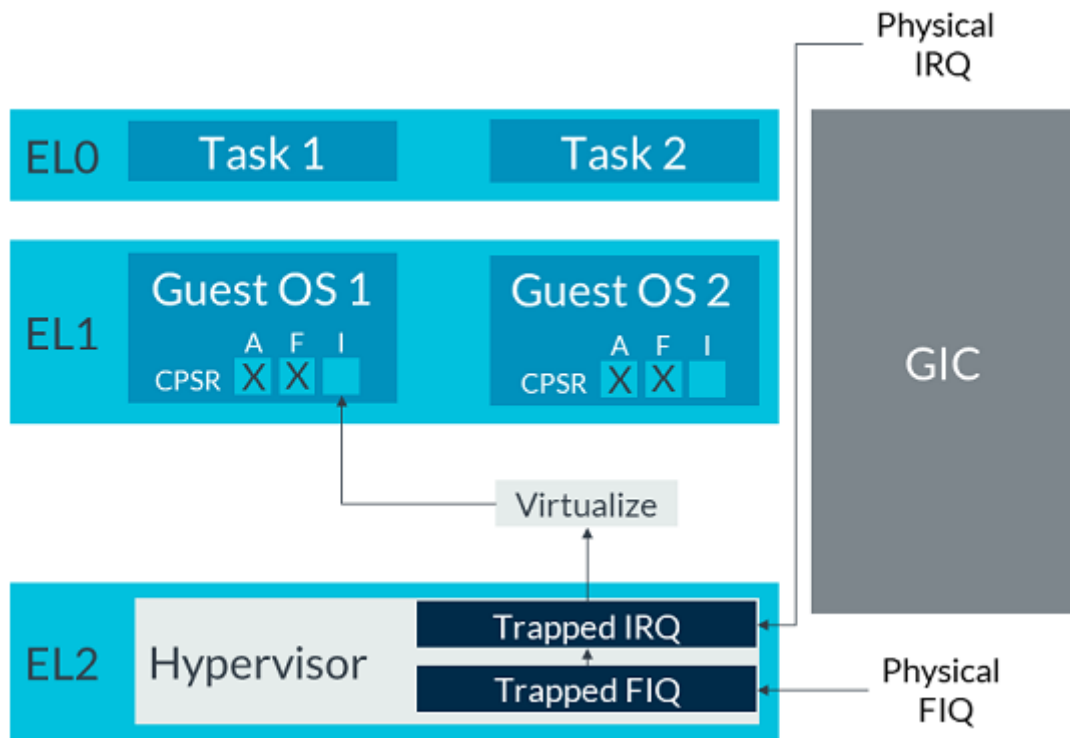 Physical
IRQ
EL0
Task 1
Task 2
EL1
Guest OS 1
A F I
CPSR X X
Guest OS 2
A F I
CPSR X X
GIC
Virtualize
EL2
Hypervisor
Trapped IRQ
Trapped FIQ
Physical
FIQ